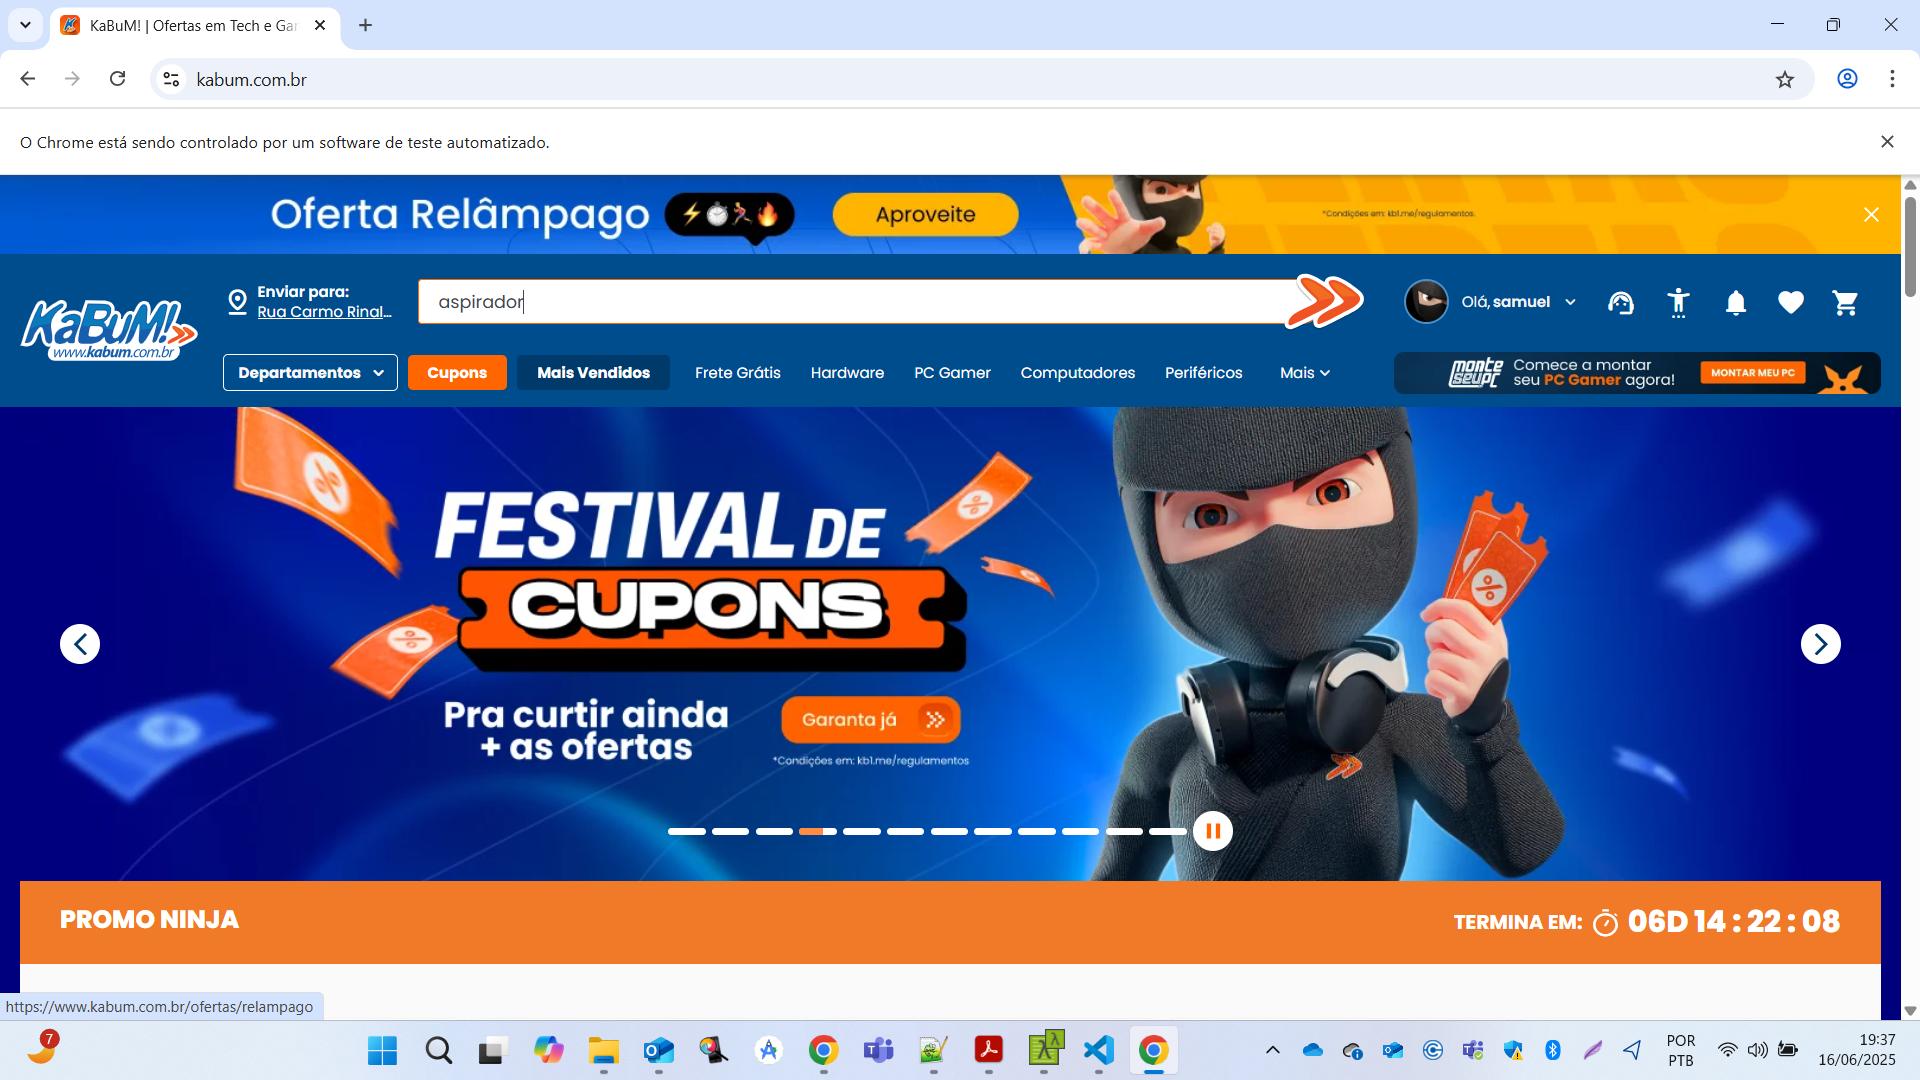 KaBuM! | Ofertas em Tech e Gar
kabum.com.br
O Chrome está sendo controlado por um software de teste automatizado.
Oferta Relâmpago
Aproveite
*Condições em: kb1.me/regulamentos.
KaBuM!
www.kabum.com.br
Enviar para:
Rua Carmo Rinal...
aspirador
Olá, samuel
Departamentos
Cupons
Mais Vendidos
Frete Grátis
Hardware
PC Gamer
Computadores
Periféricos
Mais
monte seu PC
Comece a montar
seu PC Gamer agora!
MONTAR MEU PC
FESTIVAL DE
CUPONS
Pra curtir ainda
+ as ofertas
Garanta já
*Condições em: kb1.me/regulamentos
PROMO NINJA
TERMINA EM: 06D 14 : 22 : 08
https://www.kabum.com.br/ofertas/relampago
7
POR
PTB
19:37
16/06/2025